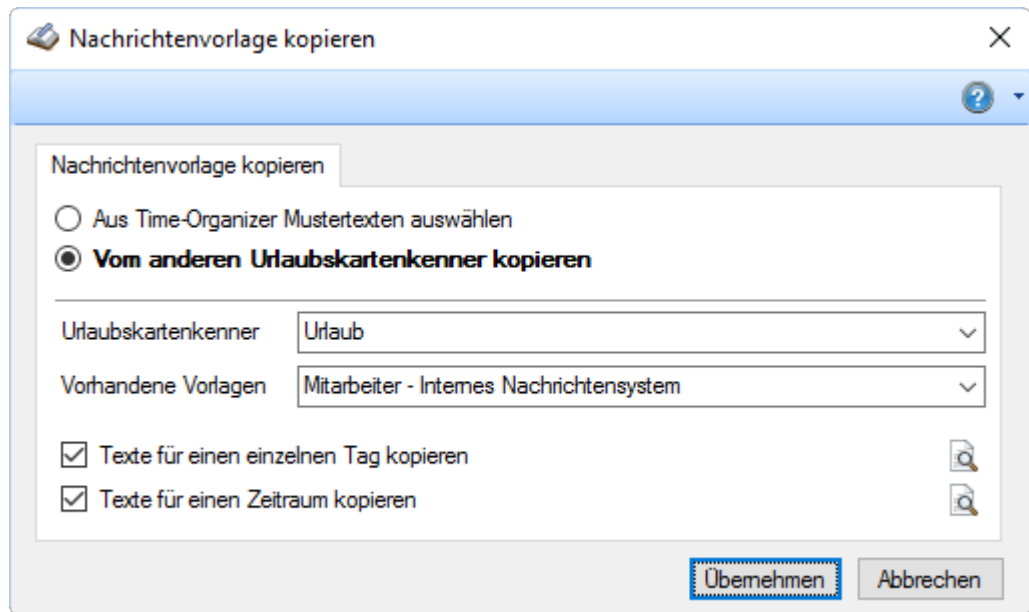 Nachrichtenvorlage kopieren
Nachrichtenvorlage kopieren
Aus Time-Organizer Mustertexten auswählen
Vom anderen Urlaubskartenkenner kopieren
Urlaubskartenkenner Urlaub
Vorhandene Vorlagen Mitarbeiter - Internes Nachrichtensystem
Texte für einen einzelnen Tag kopieren
Texte für einen Zeitraum kopieren
Übernehmen Abbrechen